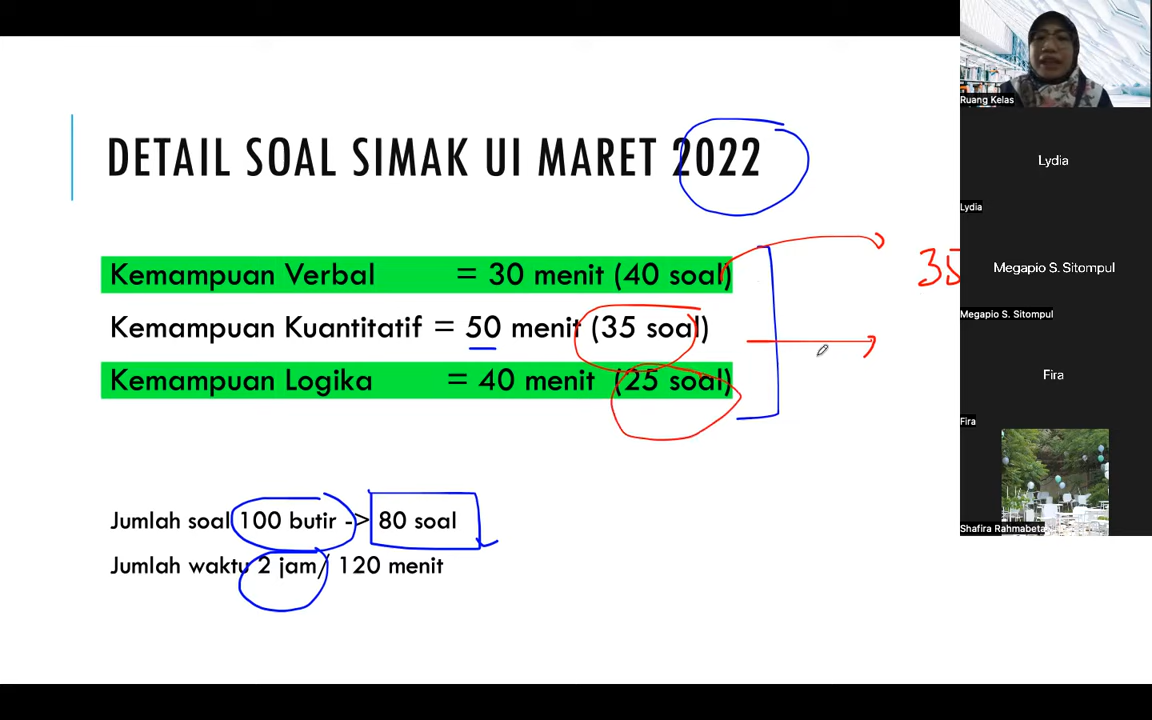 DETAIL SOAL SIMAK UI MARET 2022
Kemampuan Verbal = 30 menit (40 soal)
Kemampuan Kuantitatif = 50 menit (35 soal)
Kemampuan Logika = 40 menit (25 soal)
35
Jumlah soal 100 butir -> 80 soal
Jumlah waktu 2 jam/ 120 menit
Ruang Kelas
Lydia
Lydia
Megapio S. Sitompul
Megapio S. Sitompul
Fira
Fira
Shafira Rahmabeta